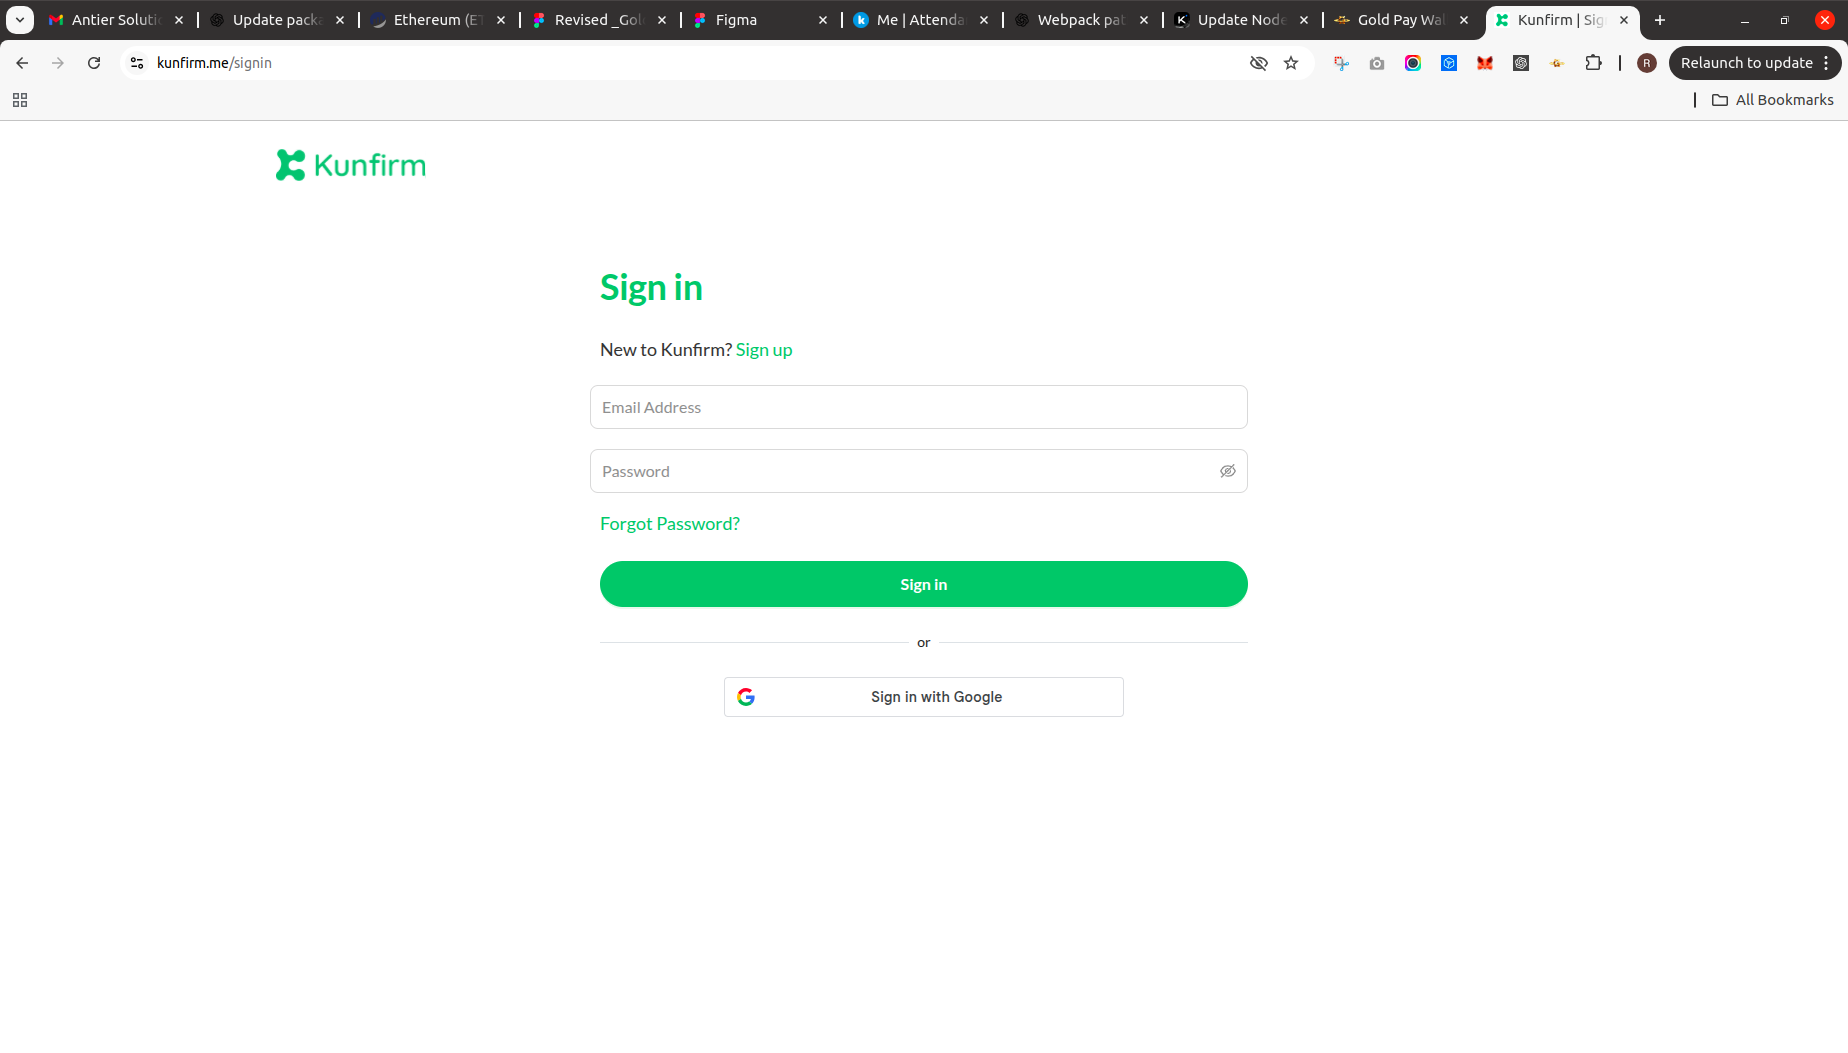 Antier Soluti
Update packa
Ethereum (ET
Revised _Gol
Figma
Me | Attenda
Webpack pat
Update Node
Gold Pay Wal
Kunfirm | Sig
kunfirm.me/signin
R
Relaunch to update
All Bookmarks
Kunfirm
Sign in
New to Kunfirm? Sign up
Email Address
Password
Forgot Password?
Sign in
or
Sign in with Google